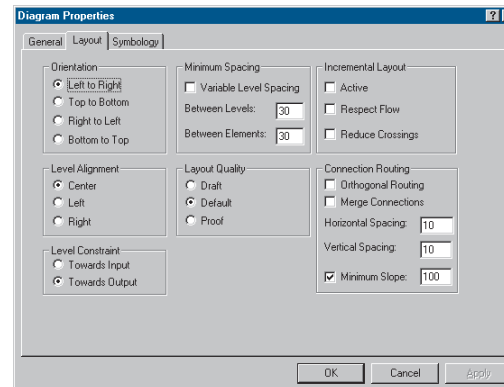 Diagram Properties
General
Layout
Symbology
Orientation
Left to Right
Top to Bottom
Right to Left
Bottom to Top
Minimum Spacing
Variable Level Spacing
Between Levels: 30
Between Elements: 30
Incremental Layout
Active
Respect Flow
Reduce Crossings
Level Alignment
Center
Left
Right
Layout Quality
Draft
Default
Proof
Connection Routing
Orthogonal Routing
Merge Connections
Horizontal Spacing: 10
Vertical Spacing: 10
Minimum Slope: 100
Level Constraint
Towards Input
Towards Output
OK
Cancel
Apply